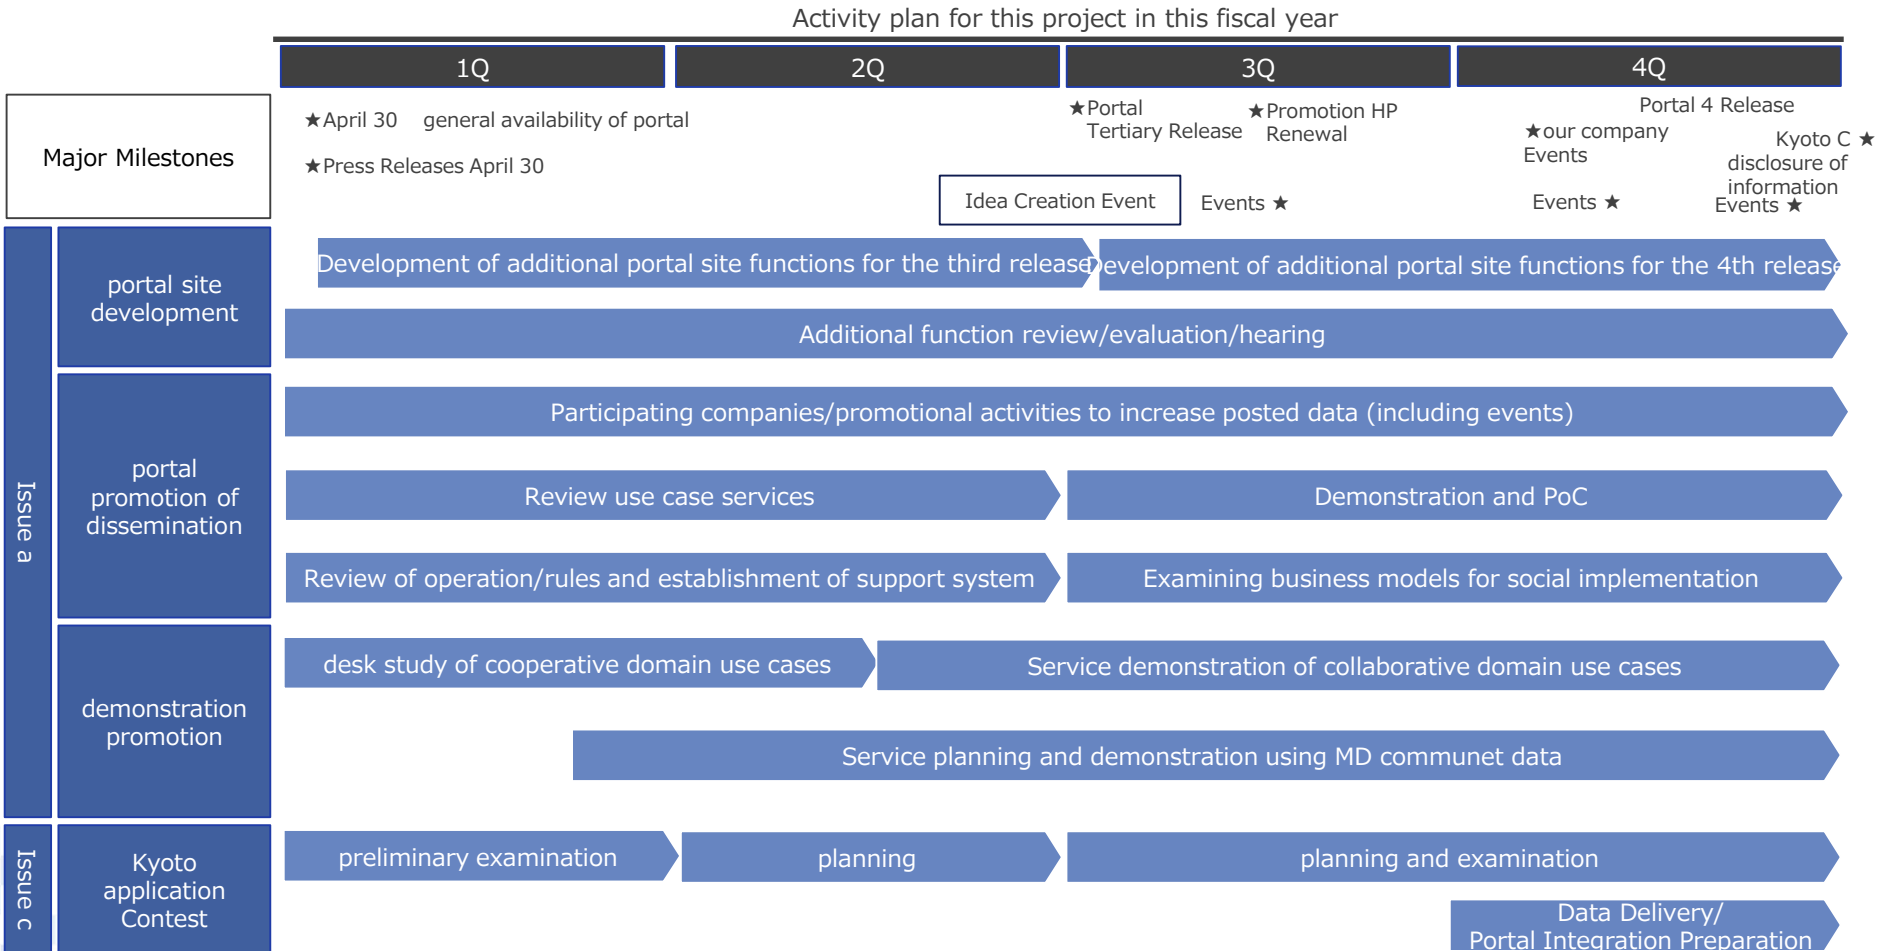 Activity plan for this project in this fiscal year
1Q
2Q
3Q
4Q
Major Milestones
★April 30 general availability of portal
★Press Releases April 30
★Portal
Tertiary Release
★Promotion HP
Renewal
Portal 4 Release
★our company
Events
Kyoto C ★
disclosure of
information
Idea Creation Event
Events ★
Events ★
Events ★
Issue a
portal site
development
Development of additional portal site functions for the third release
Development of additional portal site functions for the 4th release
Additional function review/evaluation/hearing
portal
promotion of
dissemination
Participating companies/promotional activities to increase posted data (including events)
Review use case services
Demonstration and PoC
Review of operation/rules and establishment of support system
Examining business models for social implementation
demonstration
promotion
desk study of cooperative domain use cases
Service demonstration of collaborative domain use cases
Service planning and demonstration using MD communet data
Issue c
Kyoto
application
Contest
preliminary examination
planning
planning and examination
Data Delivery/
Portal Integration Preparation